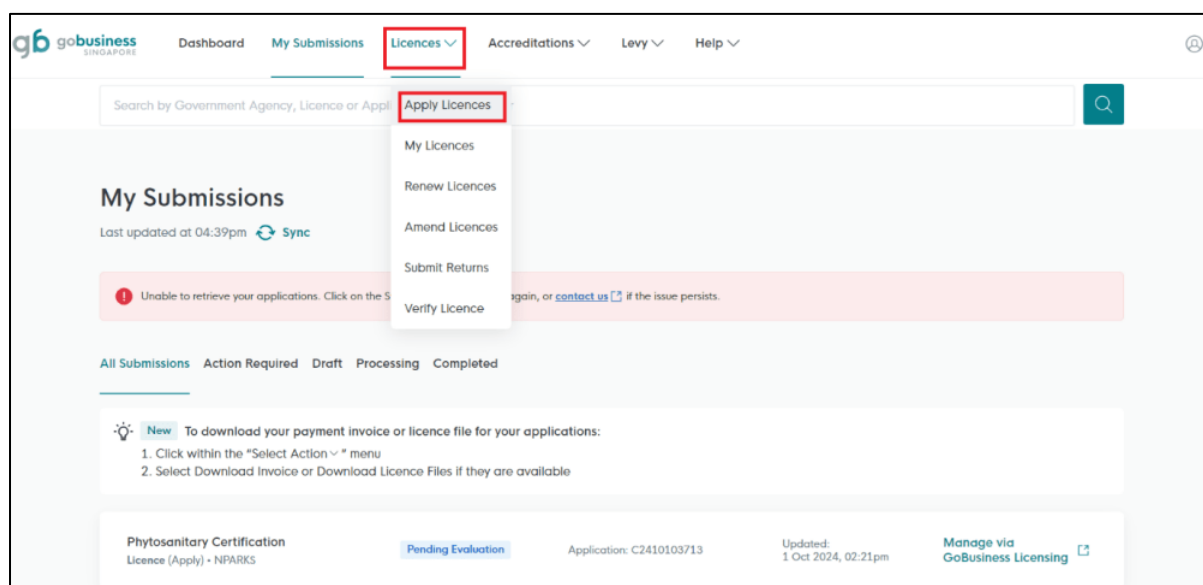 gb gobusiness
SINGAPORE
Dashboard My Submissions Licences Accreditations Levy Help
Search by Government Agency, Licence or Appli
Apply Licences
My Licences
Renew Licences
Amend Licences
Submit Returns
Verify Licence
My Submissions
Last updated at 04:39pm Sync
Unable to retrieve your applications. Click on the S again, or contact us if the issue persists.
All Submissions Action Required Draft Processing Completed
New To download your payment invoice or licence file for your applications:
1. Click within the "Select Action " menu
2. Select Download Invoice or Download Licence Files if they are available
Phytosanitary Certification
Licence (Apply) • NPARKS
Pending Evaluation
Application: C2410103713
Updated:
1 Oct 2024, 02:21pm
Manage via
GoBusiness Licensing